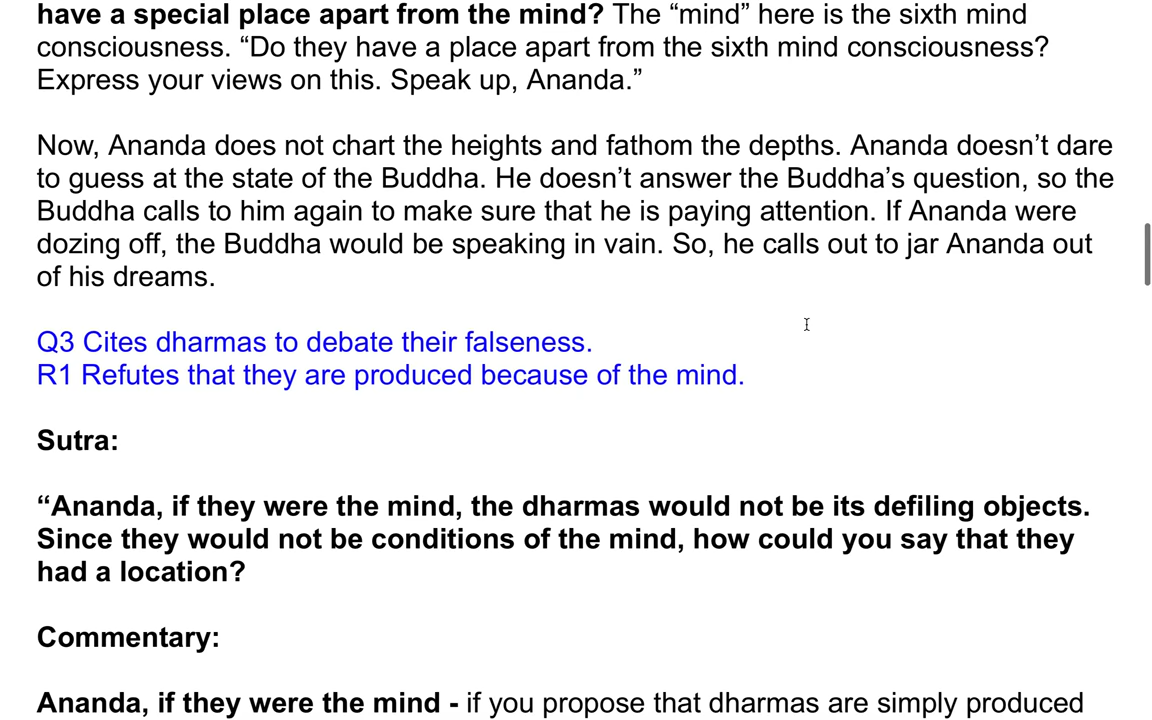 have a special place apart from the mind? The “mind” here is the sixth mind
consciousness. “Do they have a place apart from the sixth mind consciousness?
Express your views on this. Speak up, Ananda.”
Now, Ananda does not chart the heights and fathom the depths. Ananda doesn’t dare
to guess at the state of the Buddha. He doesn’t answer the Buddha’s question, so the
Buddha calls to him again to make sure that he is paying attention. If Ananda were
dozing off, the Buddha would be speaking in vain. So, he calls out to jar Ananda out
of his dreams.
Q3 Cites dharmas to debate their falseness.
R1 Refutes that they are produced because of the mind.
Sutra:
“Ananda, if they were the mind, the dharmas would not be its defiling objects.
Since they would not be conditions of the mind, how could you say that they
had a location?
Commentary:
Ananda, if they were the mind - if you propose that dharmas are simply produced